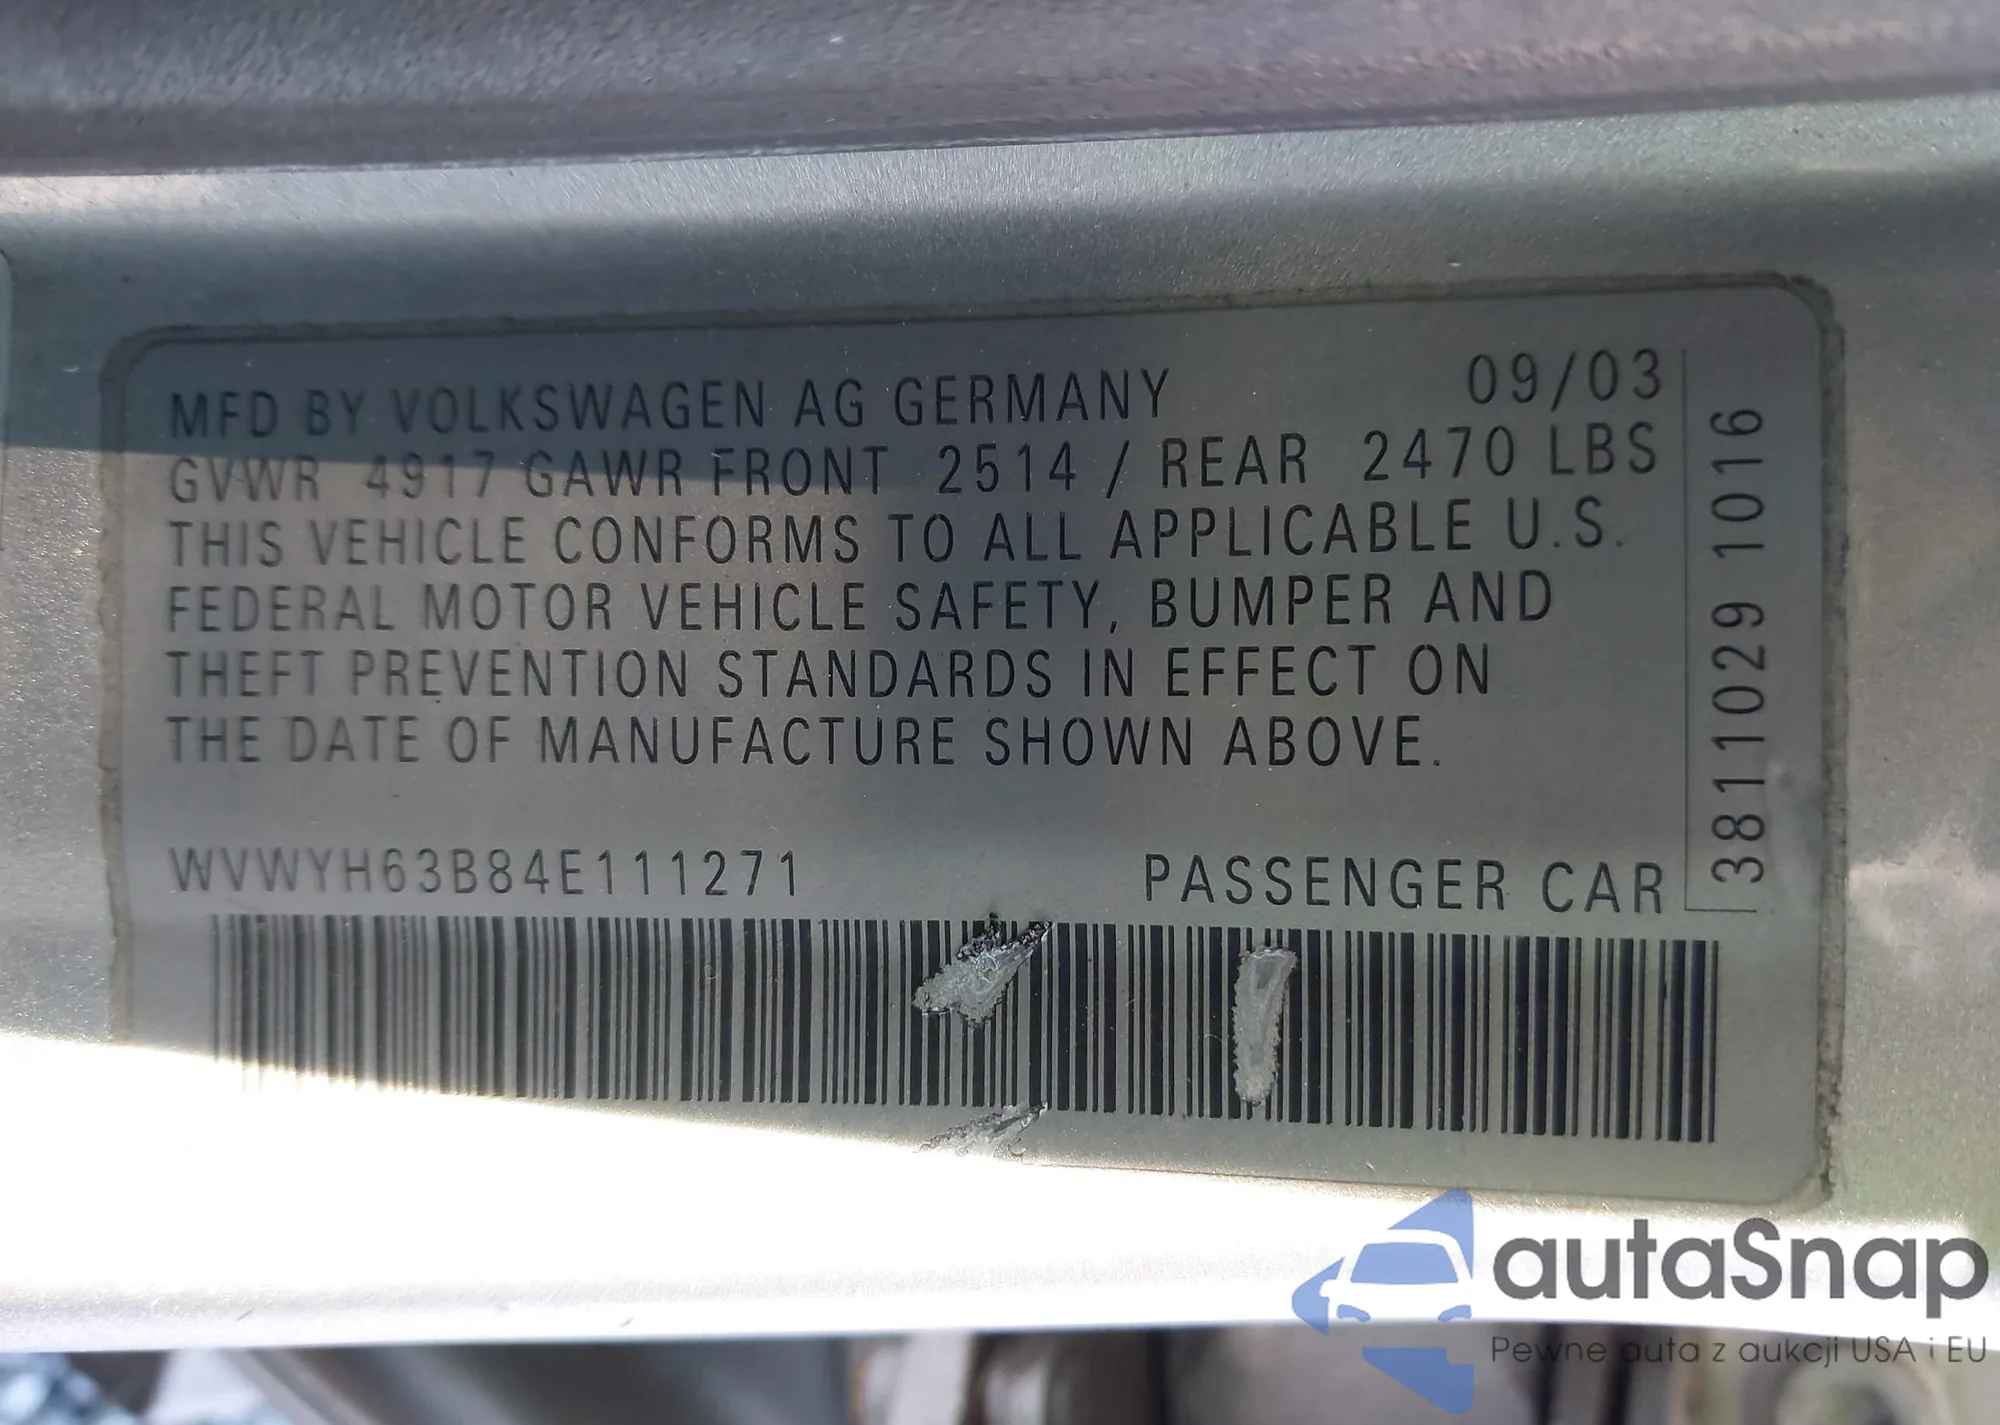 MFD BY VOLKSWAGEN AG GERMANY 09/03
GVWR 4917 GAWR FRONT 2514 / REAR 2470 LBS
THIS VEHICLE CONFORMS TO ALL APPLICABLE U.S.
FEDERAL MOTOR VEHICLE SAFETY, BUMPER AND
THEFT PREVENTION STANDARDS IN EFFECT ON
THE DATE OF MANUFACTURE SHOWN ABOVE.
WVWYH63B84E111271 PASSENGER CAR
3811029 1016
autaSnap
Pewne auta z aukcji USA i EU